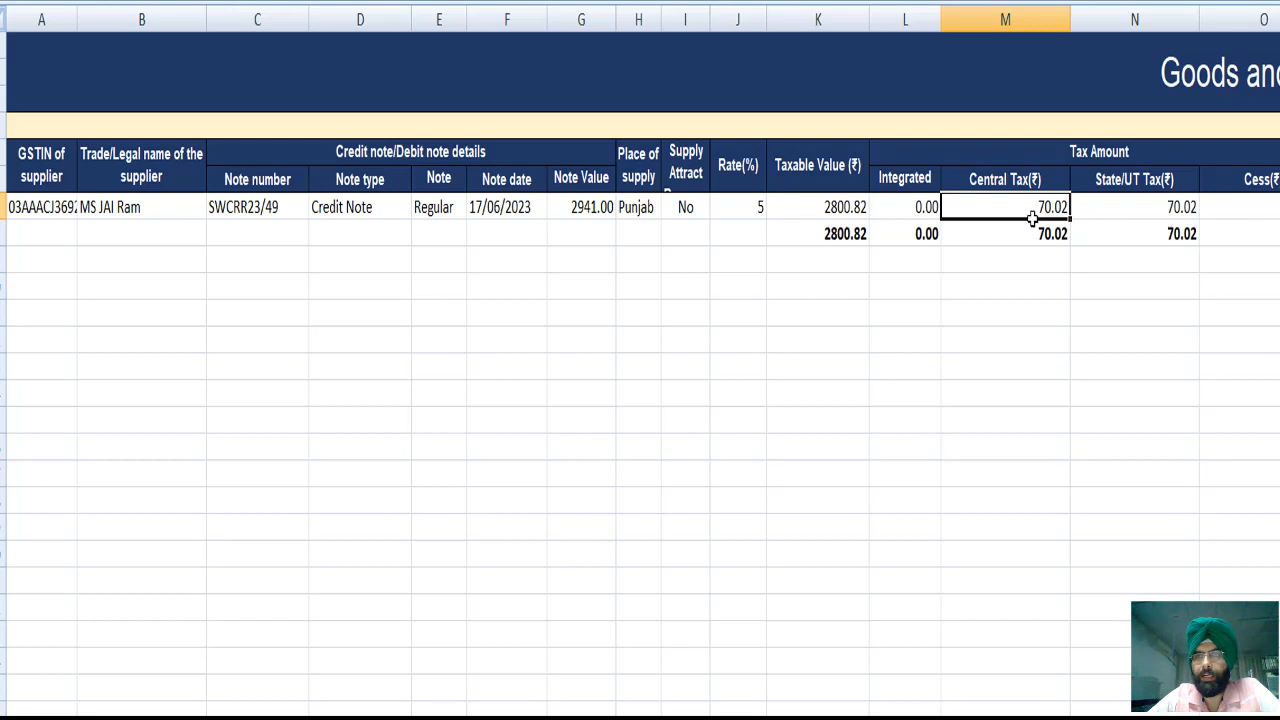 A B C D E F G H I J K L M N O
Goods and
GSTIN of supplier Trade/Legal name of the supplier Credit note/Debit note details Place of supply Supply Attract Rate(%) Taxable Value (₹) Tax Amount
Note number Note type Note Note date Note Value Integrated Central Tax(₹) State/UT Tax(₹) Cess(₹
03AAACJ369 MS JAI Ram SWCRR23/49 Credit Note Regular 17/06/2023 2941.00 Punjab No 5 2800.82 0.00 70.02 70.02
2800.82 0.00 70.02 70.02